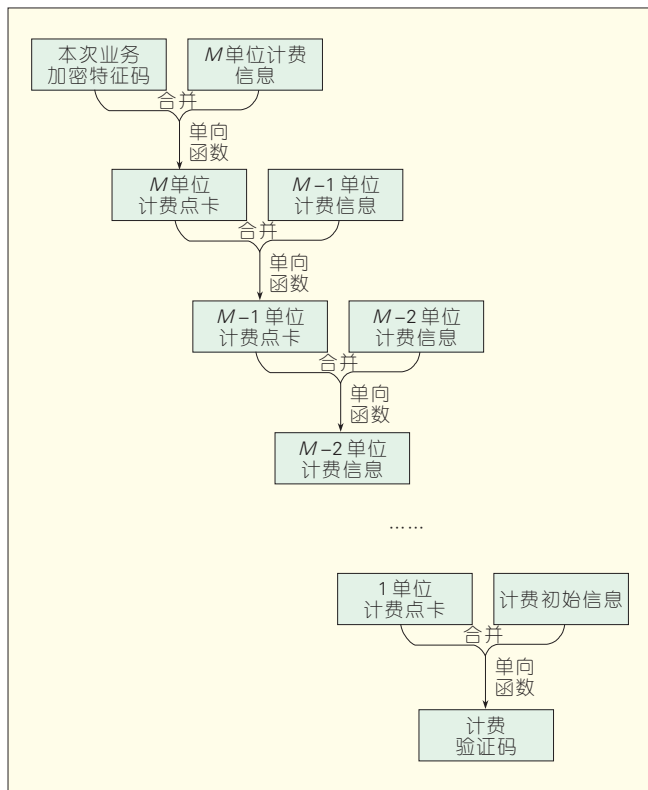 本次业务
加密特征码
M单位计费
信息
合并
单向
函数
M单位
计费点卡
M–1单位
计费信息
合并
单向
函数
M–1单位
计费点卡
M–2单位
计费信息
合并
单向
函数
M–2单位
计费信息
……
1单位
计费点卡
计费初始信息
合并
单向
函数
计费
验证码